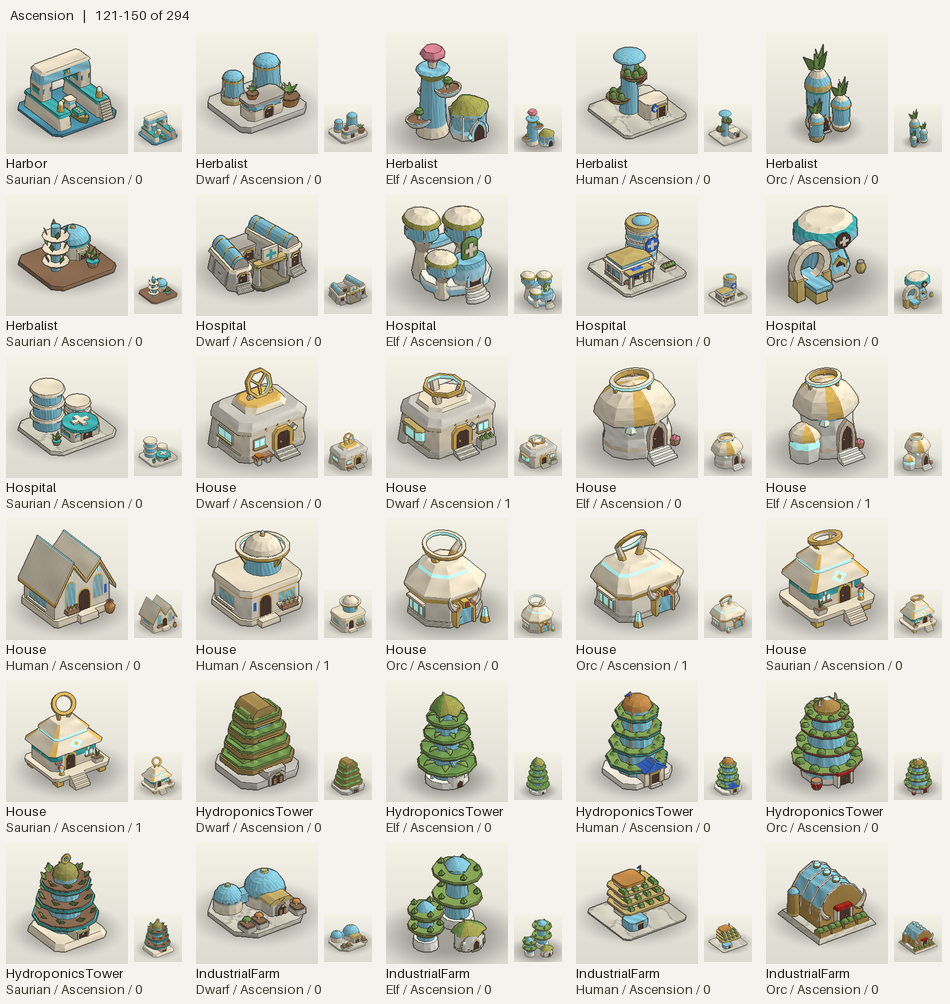 Ascension | 121-150 of 294
Harbor
Saurian / Ascension / 0
Herbalist
Dwarf / Ascension / 0
Herbalist
Elf / Ascension / 0
Herbalist
Human / Ascension / 0
Herbalist
Orc / Ascension / 0
Herbalist
Saurian / Ascension / 0
Hospital
Dwarf / Ascension / 0
Hospital
Elf / Ascension / 0
Hospital
Human / Ascension / 0
Hospital
Orc / Ascension / 0
Hospital
Saurian / Ascension / 0
House
Dwarf / Ascension / 0
House
Dwarf / Ascension / 1
House
Elf / Ascension / 0
House
Elf / Ascension / 1
House
Human / Ascension / 0
House
Human / Ascension / 1
House
Orc / Ascension / 0
House
Orc / Ascension / 1
House
Saurian / Ascension / 0
House
Saurian / Ascension / 1
HydroponicsTower
Dwarf / Ascension / 0
HydroponicsTower
Elf / Ascension / 0
HydroponicsTower
Human / Ascension / 0
HydroponicsTower
Orc / Ascension / 0
HydroponicsTower
Saurian / Ascension / 0
IndustrialFarm
Dwarf / Ascension / 0
IndustrialFarm
Elf / Ascension / 0
IndustrialFarm
Human / Ascension / 0
IndustrialFarm
Orc / Ascension / 0